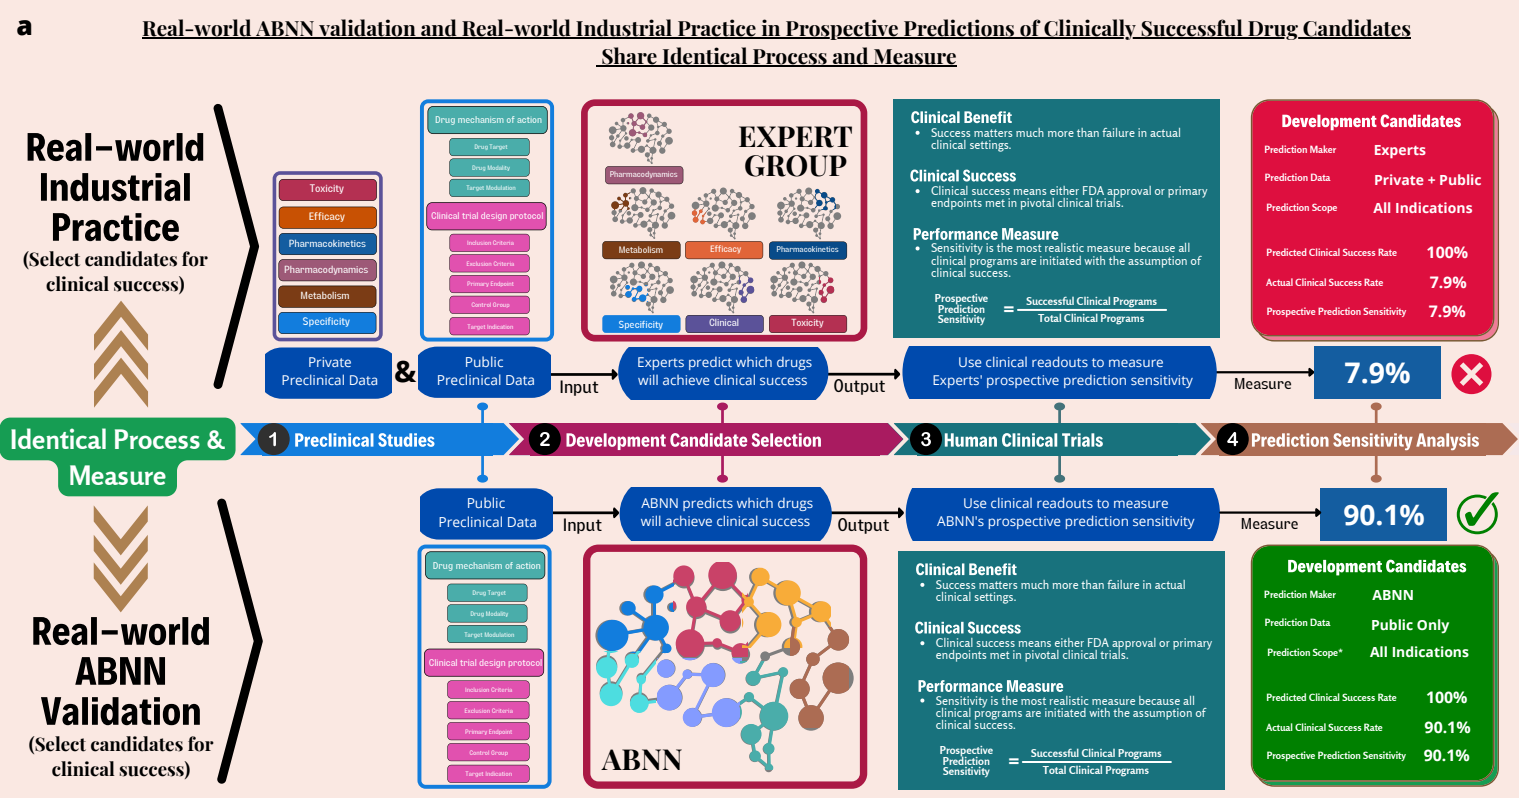 a
Real-world ABNN validation and Real-world Industrial Practice in Prospective Predictions of Clinically Successful Drug Candidates
Share Identical Process and Measure
Real-world
Industrial
Practice
(Select candidates for
clinical success)
Toxicity
Efficacy
Pharmacokinetics
Pharmacodynamics
Metabolism
Specificity
Drug mechanism of action
Drug Target
Drug Modality
Target Modulation
Clinical trial design protocol
Inclusion Criteria
Exclusion Criteria
Primary Endpoint
Control Group
Target Indication
EXPERT
GROUP
Pharmacodynamics
Metabolism
Efficacy
Pharmacokinetics
Specificity
Clinical
Toxicity
Clinical Benefit
• Success matters much more than failure in actual
clinical settings.
Clinical Success
• Clinical success means either FDA approval or primary
endpoints met in pivotal clinical trials.
Performance Measure
• Sensitivity is the most realistic measure because all
clinical programs are initiated with the assumption of
clinical success.
Prospective
Prediction
Sensitivity
=
Successful Clinical Programs
Total Clinical Programs
Development Candidates
Prediction Maker Experts
Prediction Data Private + Public
Prediction Scope All Indications
Predicted Clinical Success Rate 100%
Actual Clinical Success Rate 7.9%
Prospective Prediction Sensitivity 7.9%
Private
Preclinical Data
&
Public
Preclinical Data
Input
Experts predict which drugs
will achieve clinical success
Output
Use clinical readouts to measure
Experts' prospective prediction sensitivity
Measure
7.9%
Identical Process &
Measure
1 Preclinical Studies
2 Development Candidate Selection
3 Human Clinical Trials
4 Prediction Sensitivity Analysis
Public
Preclinical Data
Input
ABNN predicts which drugs
will achieve clinical success
Output
Use clinical readouts to measure
ABNN's prospective prediction sensitivity
Measure
90.1%
Real-world
ABNN
Validation
(Select candidates for
clinical success)
Drug mechanism of action
Drug Target
Drug Modality
Target Modulation
Clinical trial design protocol
Inclusion Criteria
Exclusion Criteria
Primary Endpoint
Control Group
Target Indication
ABNN
Clinical Benefit
• Success matters much more than failure in actual
clinical settings.
Clinical Success
• Clinical success means either FDA approval or primary
endpoints met in pivotal clinical trials.
Performance Measure
• Sensitivity is the most realistic measure because all
clinical programs are initiated with the assumption of
clinical success.
Prospective
Prediction
Sensitivity
=
Successful Clinical Programs
Total Clinical Programs
Development Candidates
Prediction Maker ABNN
Prediction Data Public Only
Prediction Scope* All Indications
Predicted Clinical Success Rate 100%
Actual Clinical Success Rate 90.1%
Prospective Prediction Sensitivity 90.1%